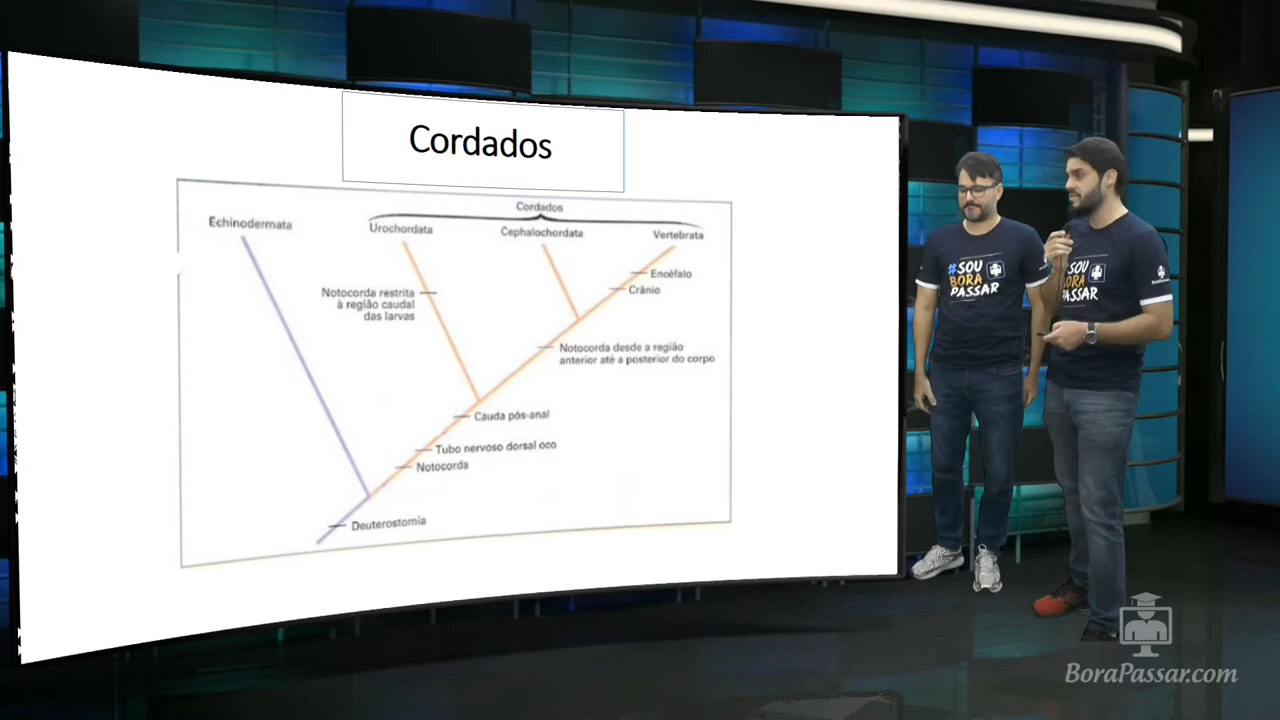 Cordados
Cordados
Echinodermata
Urochordata
Cephalochordata
Vertebrata
Encéfalo
Crânio
Notocorda restrita
à região caudal
das larvas
Notocorda desde a região
anterior até a posterior do corpo
Cauda pós-anal
Tubo nervoso dorsal oco
Notocorda
Deuterostomia
#SOU
BORA
PASSAR
SOU
BORA
PASSAR
BoraPassar.com